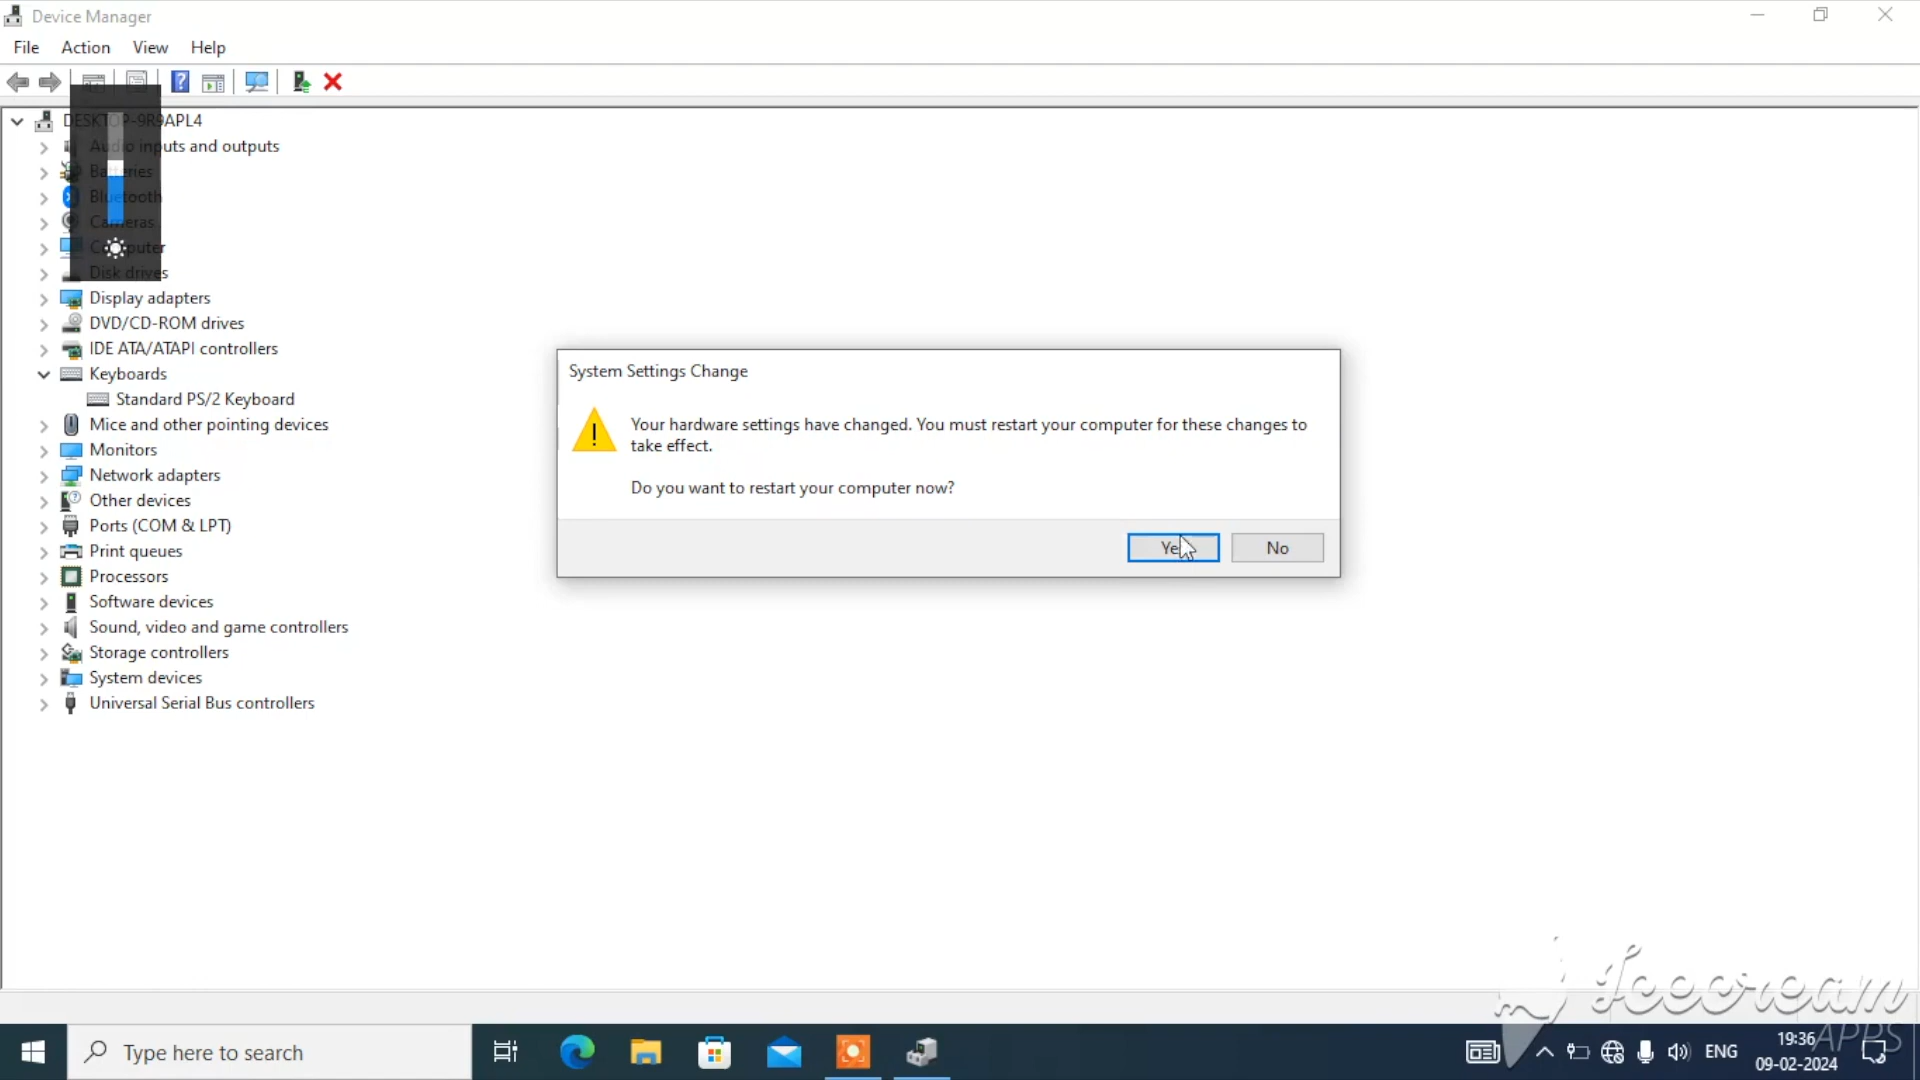 Device Manager
File Action View Help
DESKTOP-9R9APL4
Audio inputs and outputs
Batteries
Bluetooth
Cameras
Computer
Disk drives
Display adapters
DVD/CD-ROM drives
IDE ATA/ATAPI controllers
Keyboards
Standard PS/2 Keyboard
Mice and other pointing devices
Monitors
Network adapters
Other devices
Ports (COM & LPT)
Print queues
Processors
Software devices
Sound, video and game controllers
Storage controllers
System devices
Universal Serial Bus controllers
System Settings Change
Your hardware settings have changed. You must restart your computer for these changes to
take effect.
Do you want to restart your computer now?
Yes No
Icecream
APPS
Type here to search
ENG
19:36
09-02-2024